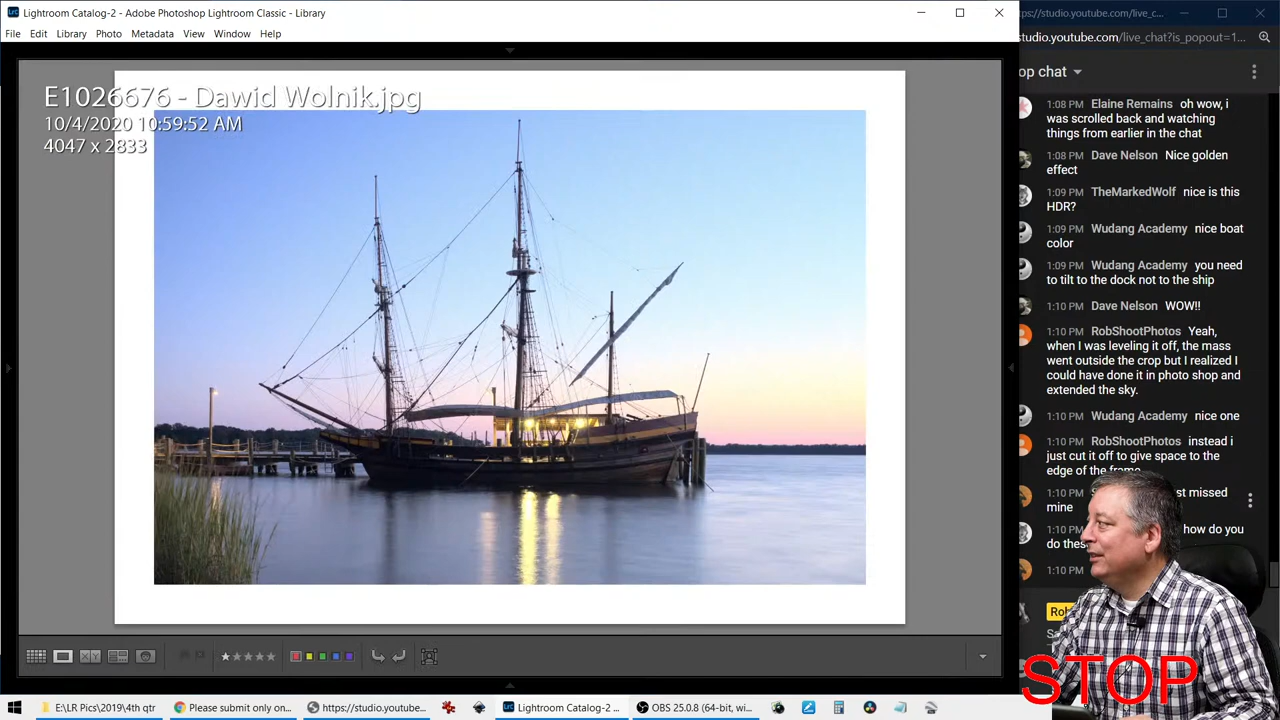 Lightroom Catalog-2 - Adobe Photoshop Lightroom Classic - Library
File Edit Library Photo Metadata View Window Help
E1026676 - Dawid Wolnik.jpg
10/4/2020 10:59:52 AM
4047 x 2833
ttps://studio.youtube.com/live_c...
studio.youtube.com/live_chat?is_popout=1...
op chat
1:08 PM Elaine Remains oh wow, i
was scrolled back and watching
things from earlier in the chat
1:08 PM Dave Nelson Nice golden
effect
1:09 PM TheMarkedWolf nice is this
HDR?
1:09 PM Wudang Academy nice boat
color
1:09 PM Wudang Academy you need
to tilt to the dock not to the ship
1:10 PM Dave Nelson WOW!!
1:10 PM RobShootPhotos Yeah,
when I was leveling it off, the mass
went outside the crop but I realized I
could have done it in photo shop and
extended the sky.
1:10 PM Wudang Academy nice one
1:10 PM RobShootPhotos instead i
just cut it off to give space to the
edge of the frame
1:10 PM missed
mine
1:10 how do you
do
1:10 PM
STOP
E:\LR Pics\2019\4th qtr
Please submit only on...
https://studio.youtube...
Lightroom Catalog-2 ...
OBS 25.0.8 (64-bit, wi...